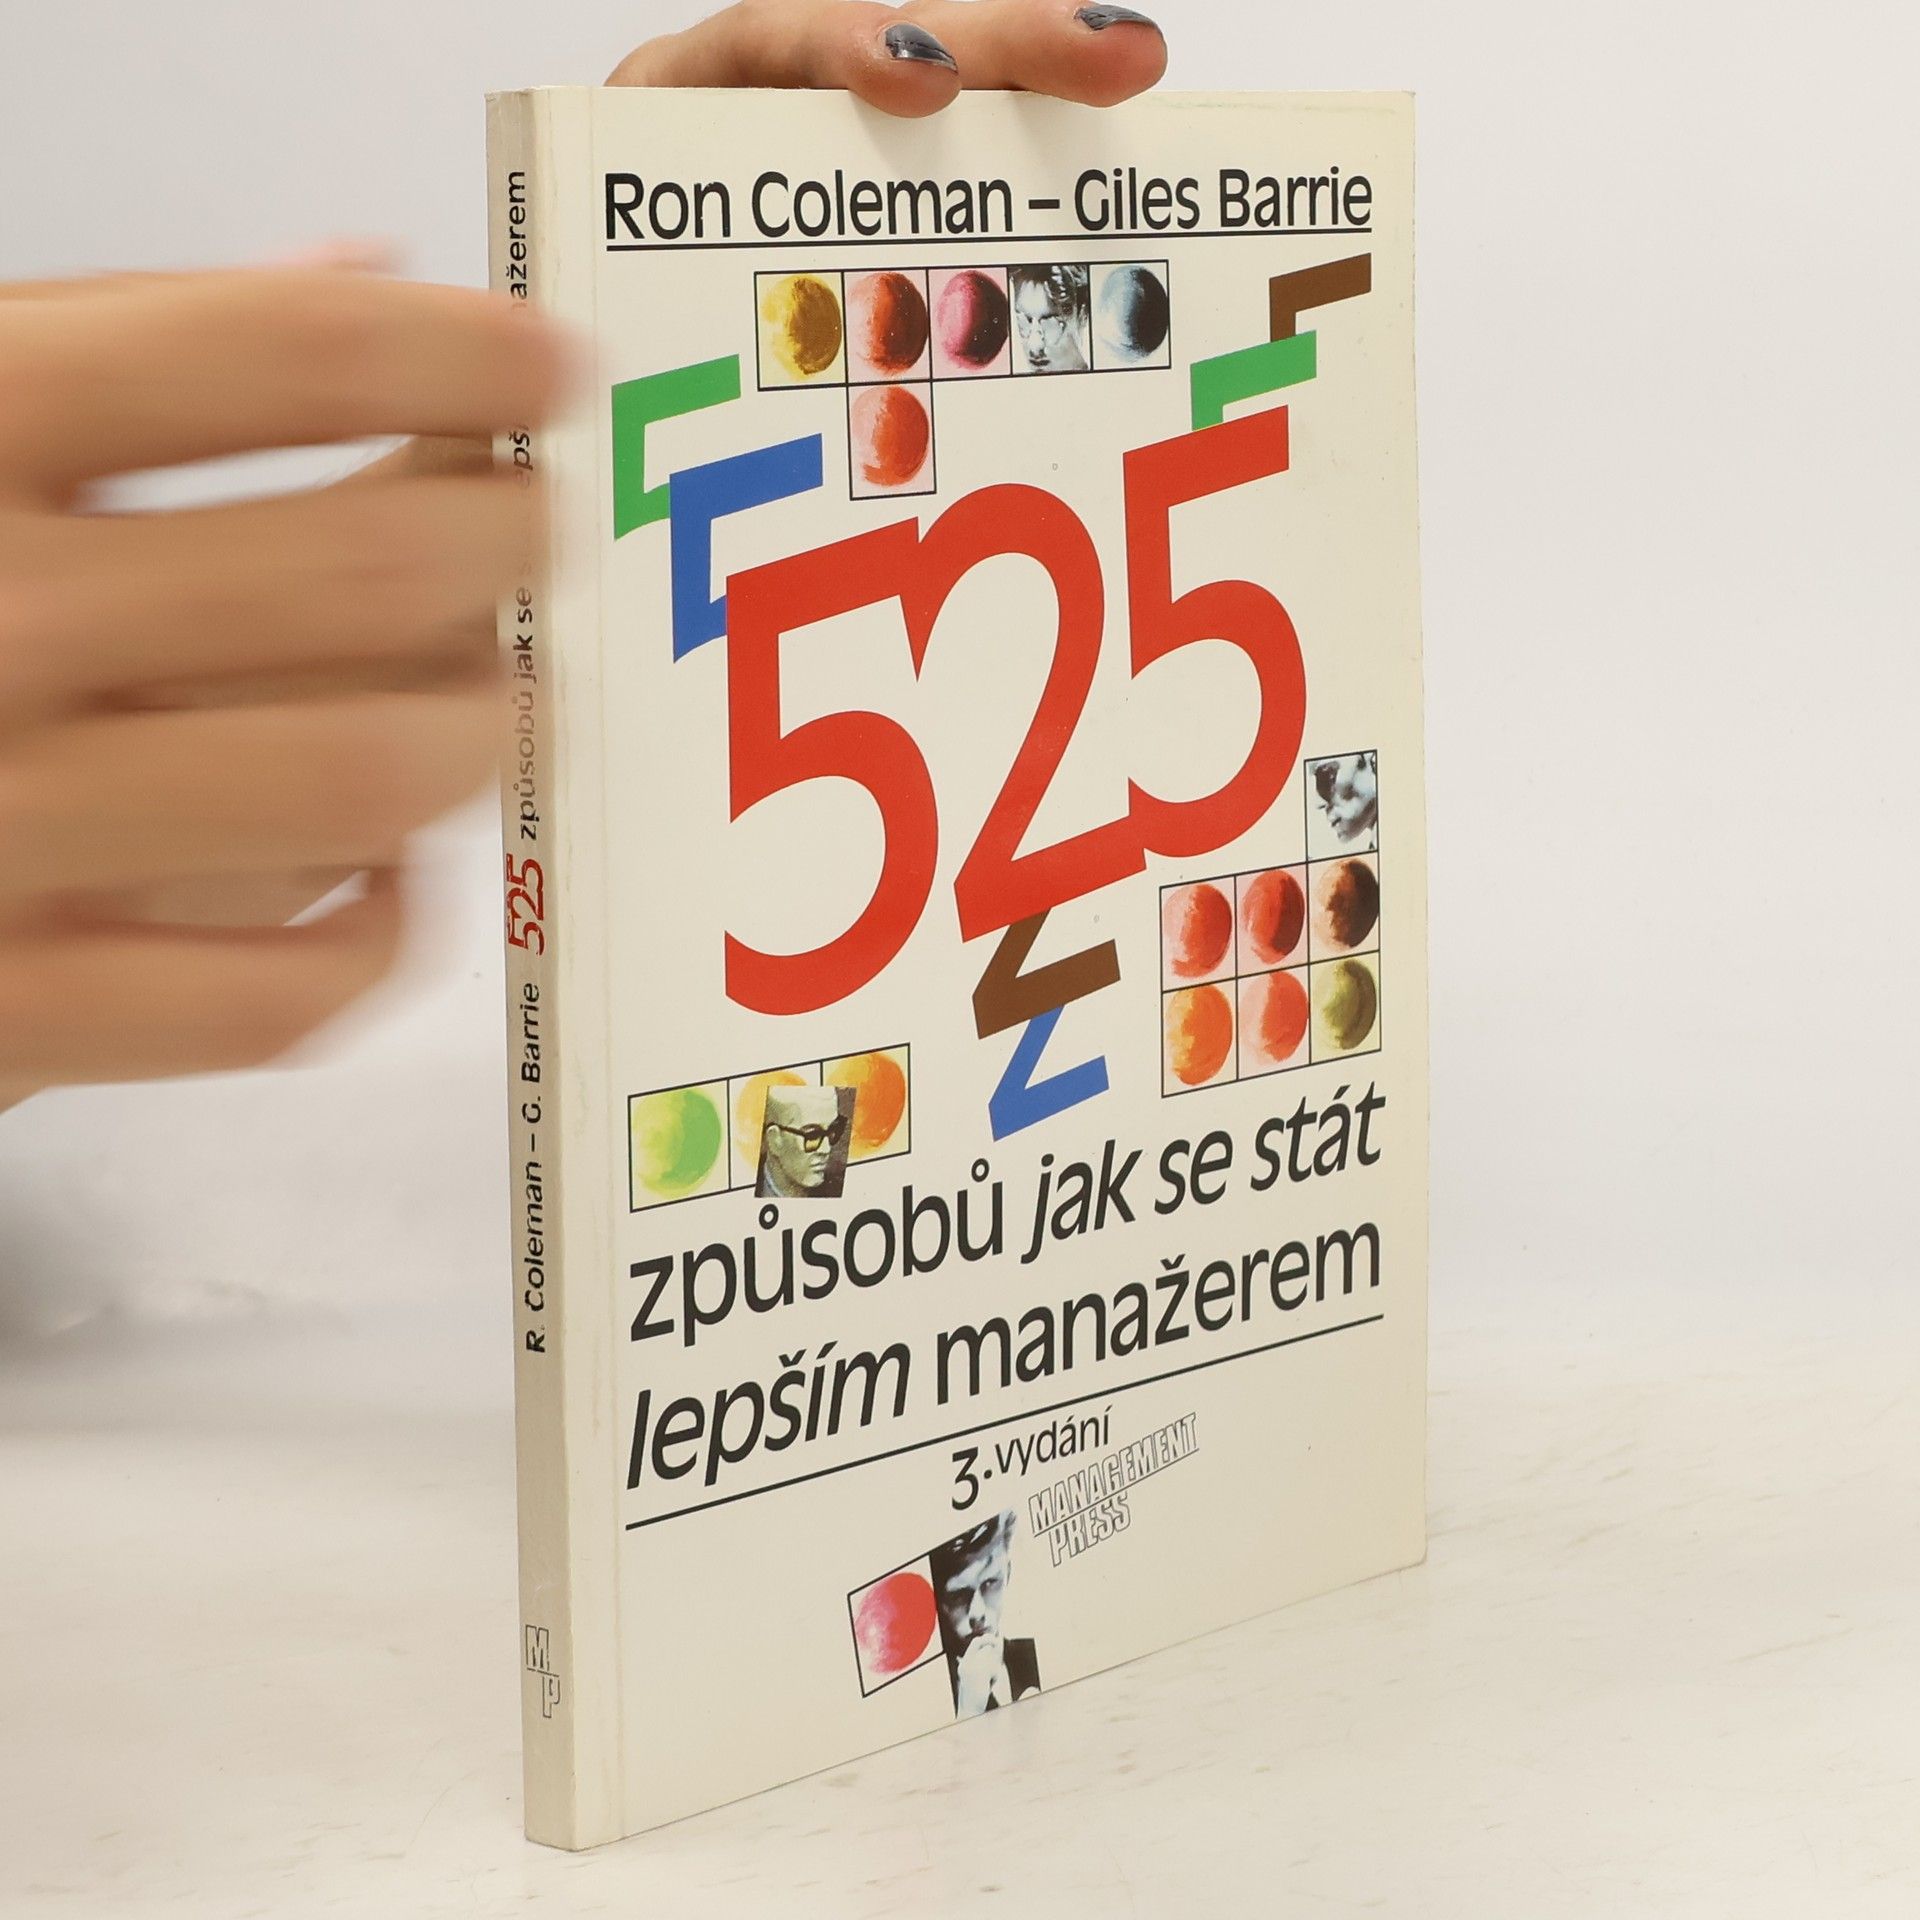 Ron Coleman – Giles Barrie
525
způsobů jak se stát
lepším manažerem
3. vydání
MANAGEMENT
PRESS
R. Coleman – G. Barrie 525 způsobů jak se
MP